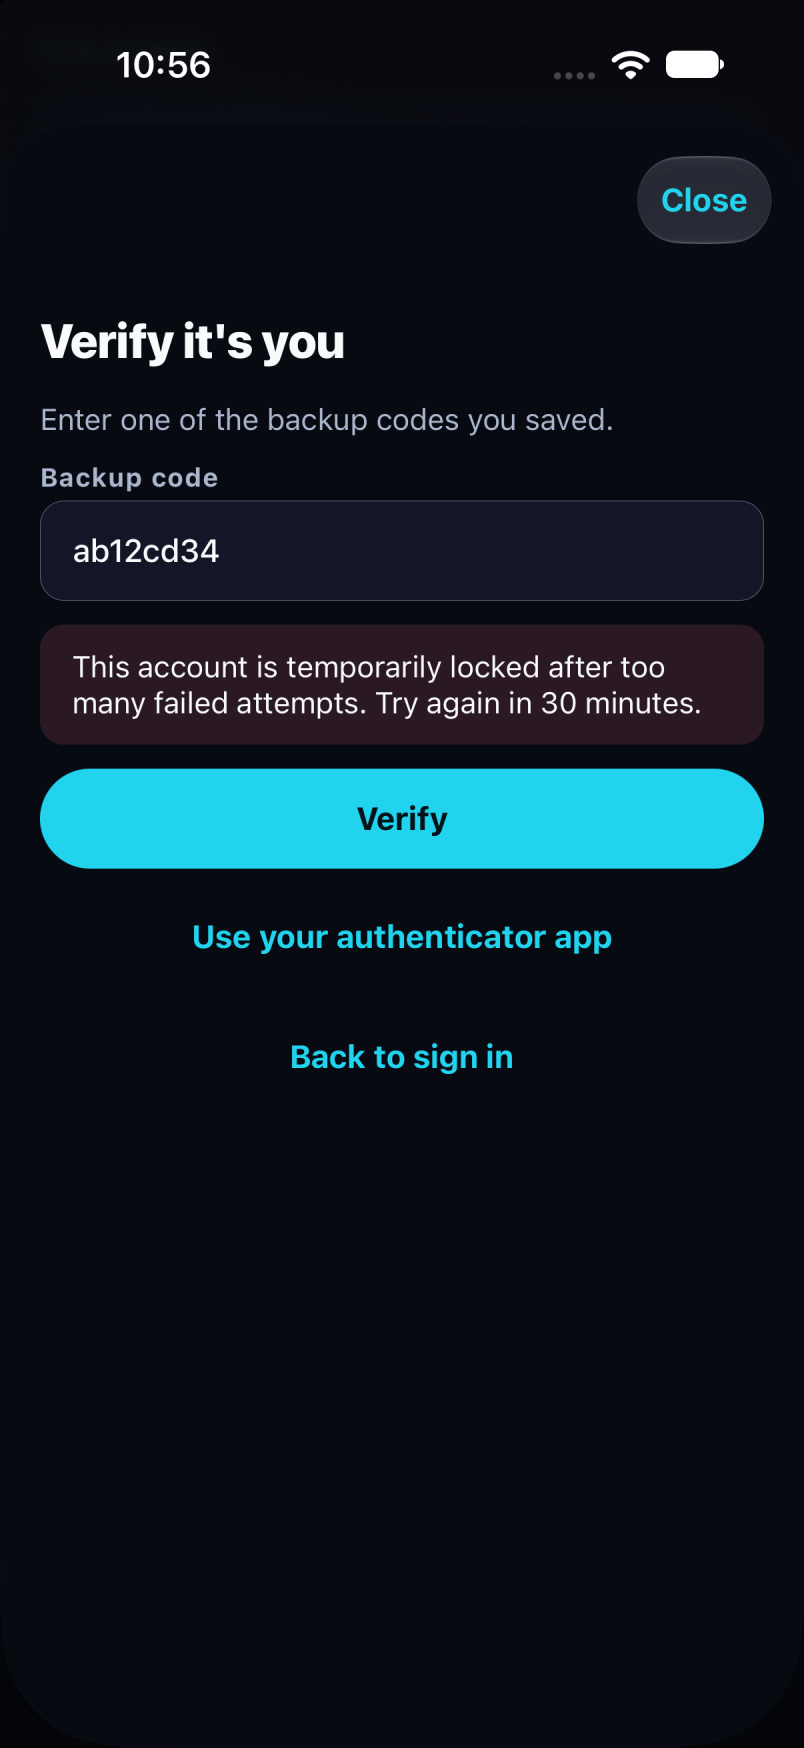 10:56
Close
Verify it's you
Enter one of the backup codes you saved.
Backup code
ab12cd34
This account is temporarily locked after too
many failed attempts. Try again in 30 minutes.
Verify
Use your authenticator app
Back to sign in